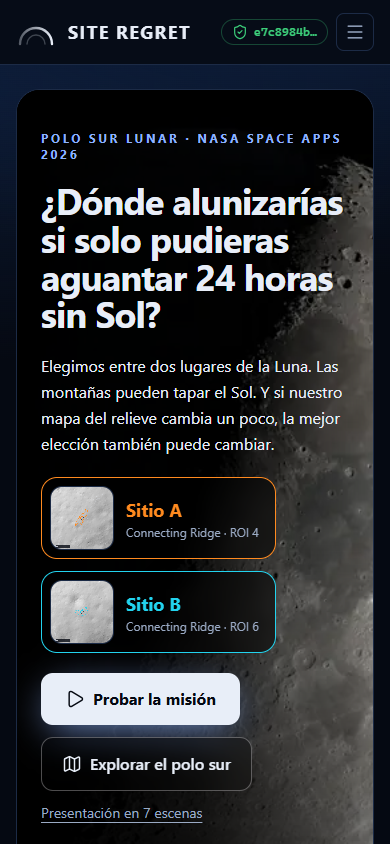 SITE REGRET
e7c8984b...
POLO SUR LUNAR · NASA SPACE APPS
2026
¿Dónde alunizarías
si solo pudieras
aguantar 24 horas
sin Sol?
Elegimos entre dos lugares de la Luna. Las
montañas pueden tapar el Sol. Y si nuestro
mapa del relieve cambia un poco, la mejor
elección también puede cambiar.
Sitio A
Connecting Ridge · ROI 4
Sitio B
Connecting Ridge · ROI 6
Probar la misión
Explorar el polo sur
Presentación en 7 escenas